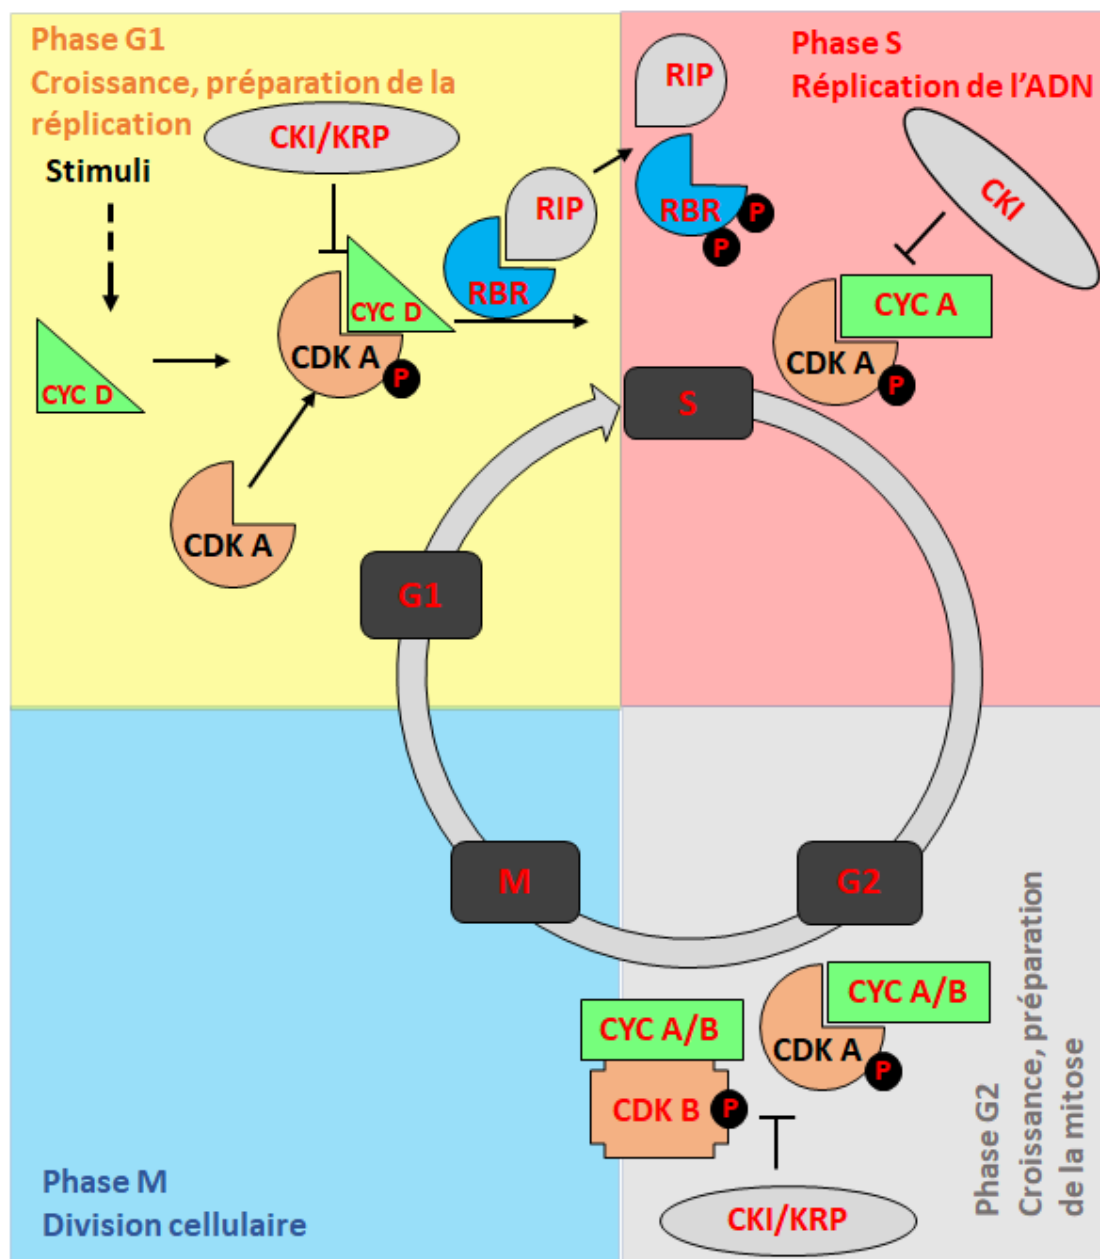 Phase G1
Croissance, préparation de la
réplication
CKI/KRP
Stimuli
RIP
RBR
CYC D
CDK A
P
CYC D
CDK A
G1
Phase S
Réplication de l'ADN
RIP
RBR
P
P
CKI
CYC A
CDK A
P
S
M
G2
CYC A/B
CDK A
P
CYC A/B
CDK B
P
CKI/KRP
Phase G2
Croissance, préparation
de la mitose
Phase M
Division cellulaire